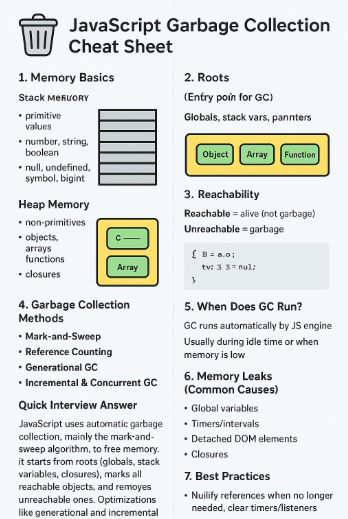 JavaScript Garbage Collection
Cheat Sheet
1. Memory Basics
Stack MEMORY
• primitive
values
• number, string,
boolean
• null, undefined,
symbol, bigint
Heap Memory
• non-primitives
• objects,
arrays
functions
• closures
C
Array
4. Garbage Collection
Methods
• Mark-and-Sweep
• Reference Counting
• Generational GC
• Incremental & Concurrent GC
Quick Interview Answer
JavaScript uses automatic garbage
collection, mainly the mark-and-
sweep algorithm, to free memory.
it starts from roots (globals, stack
variables, closures), marks all
reachable objects, and removes
unreachable ones. Optimizations
like generational and incremental
2. Roots
(Entry poin for GC)
Globals, stack vars, pannters
Object
Array
Function
3. Reachability
Reachable = alive (not garbage)
Unreachable = garbage
{ B = a.o;
tv: 3 3 = nul;
}
5. When Does GC Run?
GC runs automatically by JS engine
Usually during idle time or when
memory is low
6. Memory Leaks
(Common Causes)
• Global variables
• Timers/intervals
• Detached DOM elements
• Closures
7. Best Practices
• Nuilify references when no longer
needed, clear timers/listeners